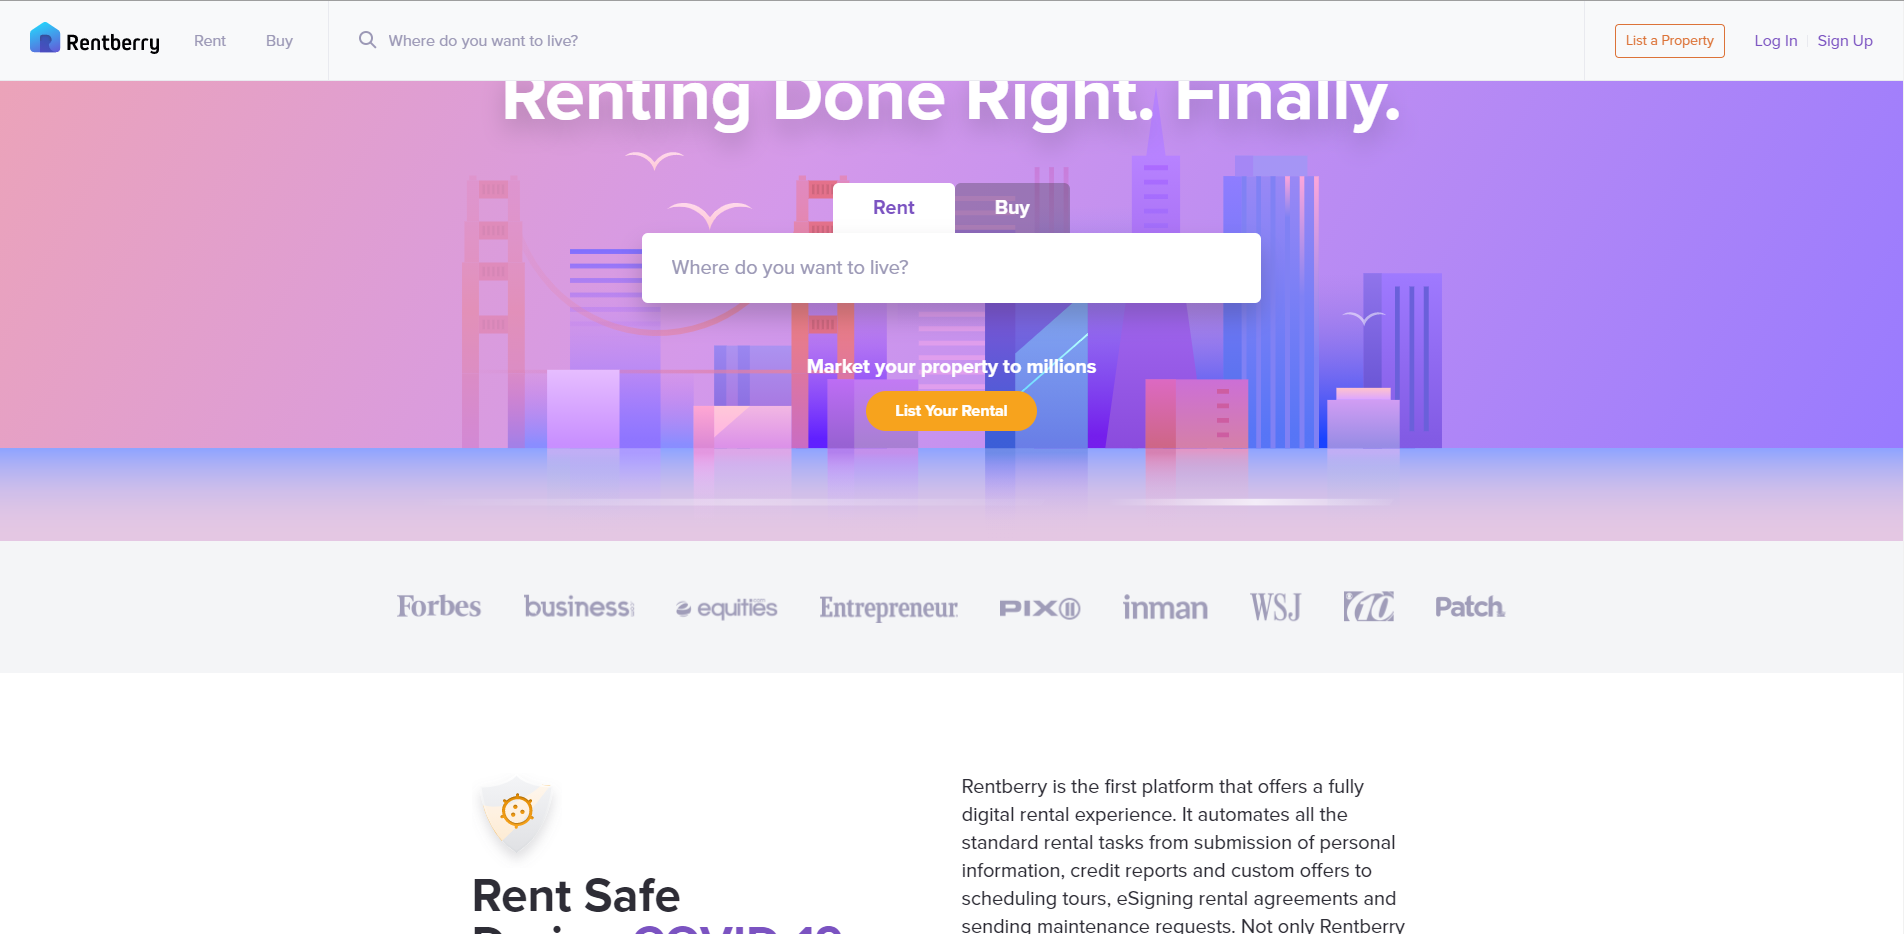 Rentberry
Rent
Buy
Where do you want to live?
List a Property
Log In
Sign Up
Renting Done Right. Finally.
Rent
Buy
Where do you want to live?
Market your property to millions
List Your Rental
Forbes
business
equities
Entrepreneur
PIX11
inman
WSJ
Patch
Rentberry is the first platform that offers a fully
digital rental experience. It automates all the
standard rental tasks from submission of personal
information, credit reports and custom offers to
scheduling tours, eSigning rental agreements and
sending maintenance requests. Not only Rentberry
Rent Safe
During COVID-19